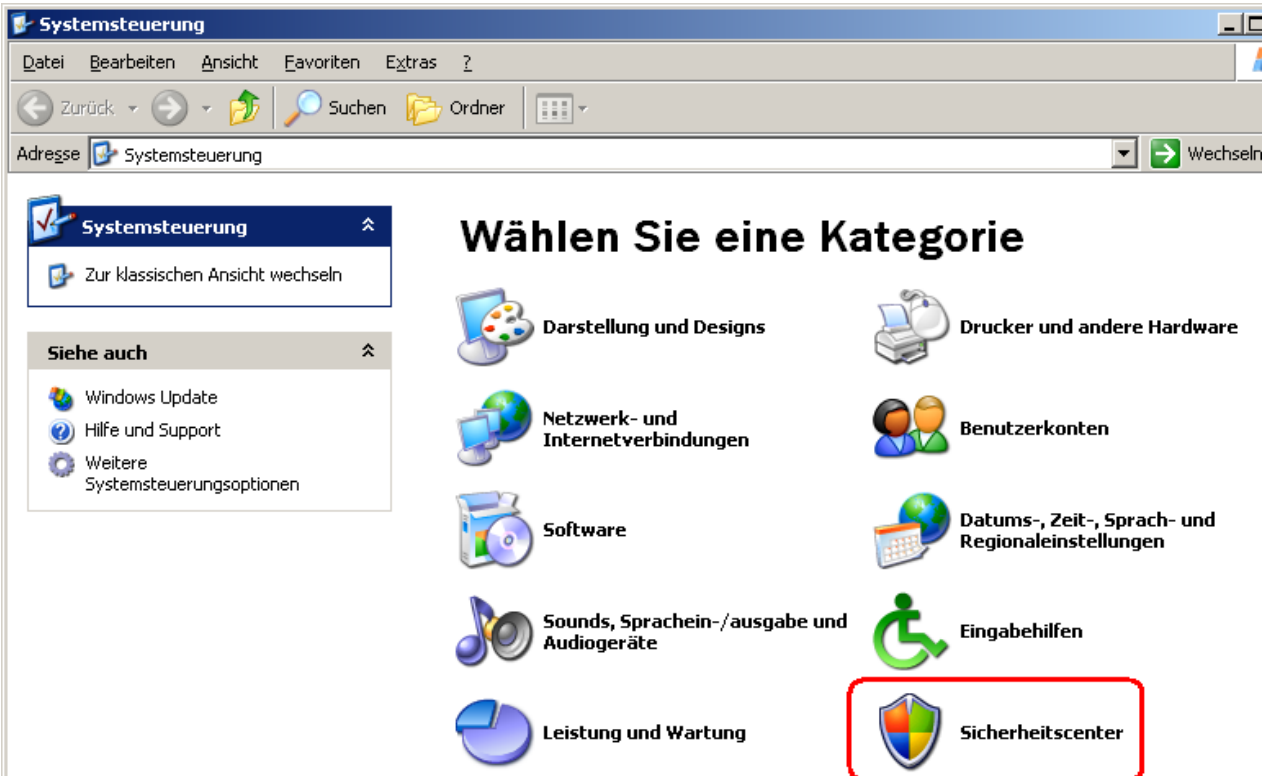 Systemsteuerung
Datei Bearbeiten Ansicht Favoriten Extras ?
Zurück Suchen Ordner
Adresse Systemsteuerung Wechseln
Systemsteuerung
Zur klassischen Ansicht wechseln
Siehe auch
Windows Update
Hilfe und Support
Weitere
Systemsteuerungsoptionen
Wählen Sie eine Kategorie
Darstellung und Designs
Drucker und andere Hardware
Netzwerk- und
Internetverbindungen
Benutzerkonten
Software
Datums-, Zeit-, Sprach- und
Regionaleinstellungen
Sounds, Sprachein-/ausgabe und
Audiogeräte
Eingabehilfen
Leistung und Wartung
Sicherheitscenter